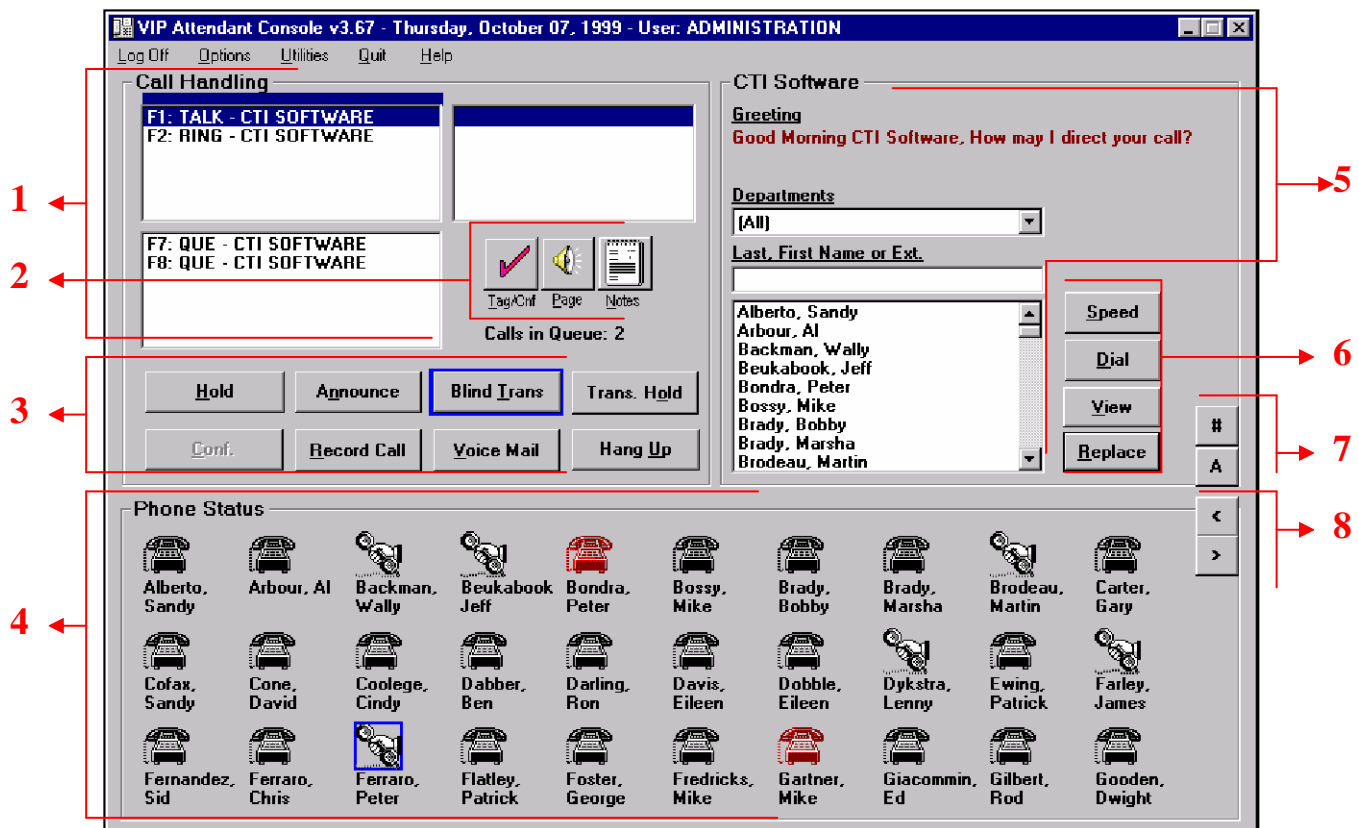 VIP Attendant Console v3.67 - Thursday, October 07, 1999 - User: ADMINISTRATION
Log Off Options Utilities Quit Help
Call Handling
F1: TALK - CTI SOFTWARE
F2: RING - CTI SOFTWARE
F7: QUE - CTI SOFTWARE
F8: QUE - CTI SOFTWARE
Tag/Cnf Page Notes
Calls in Queue: 2
Hold Announce Blind Trans Trans. Hold
Conf. Record Call Voice Mail Hang Up
CTI Software
Greeting
Good Morning CTI Software, How may I direct your call?
Departments
(All)
Last, First Name or Ext.
Alberto, Sandy
Arbour, Al
Backman, Wally
Beukabook, Jeff
Bondra, Peter
Bossy, Mike
Brady, Bobby
Brady, Marsha
Brodeau, Martin
Speed
Dial
View
Replace
#
A
<
>
Phone Status
Alberto, Arbour, Al Backman, Beukabook Bondra, Bossy, Brady, Brady, Brodeau, Carter,
Sandy Wally Jeff Peter Mike Bobby Marsha Martin Gary
Cofax, Cone, Coolege, Dabber, Darling, Davis, Dobble, Dykstra, Ewing, Farley,
Sandy David Cindy Ben Ron Eileen Eileen Lenny Patrick James
Fernandez, Ferraro, Ferraro, Flatley, Foster, Fredricks, Gartner, Giacommin, Gilbert, Gooden,
Sid Chris Peter Patrick George Mike Mike Ed Rod Dwight
1
2
3
4
5
6
7
8